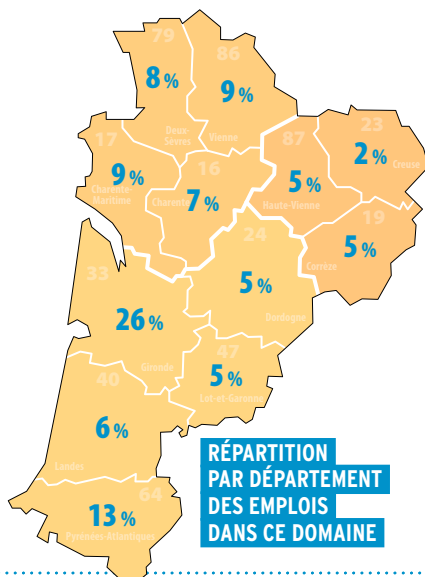 79
8 %
Deux-
Sèvres
86
9 %
Vienne
17
9 %
Charente
Maritime
16
Charente
7 %
87
5 %
Haute-Vienne
23
2 %
Creuse
19
5 %
Corrèze
24
5 %
Dordogne
33
26 %
Gironde
47
5 %
Lot-et-Garonne
40
6 %
Landes
64
13 %
Pyrénées-Atlantiques
RÉPARTITION
PAR DÉPARTEMENT
DES EMPLOIS
DANS CE DOMAINE